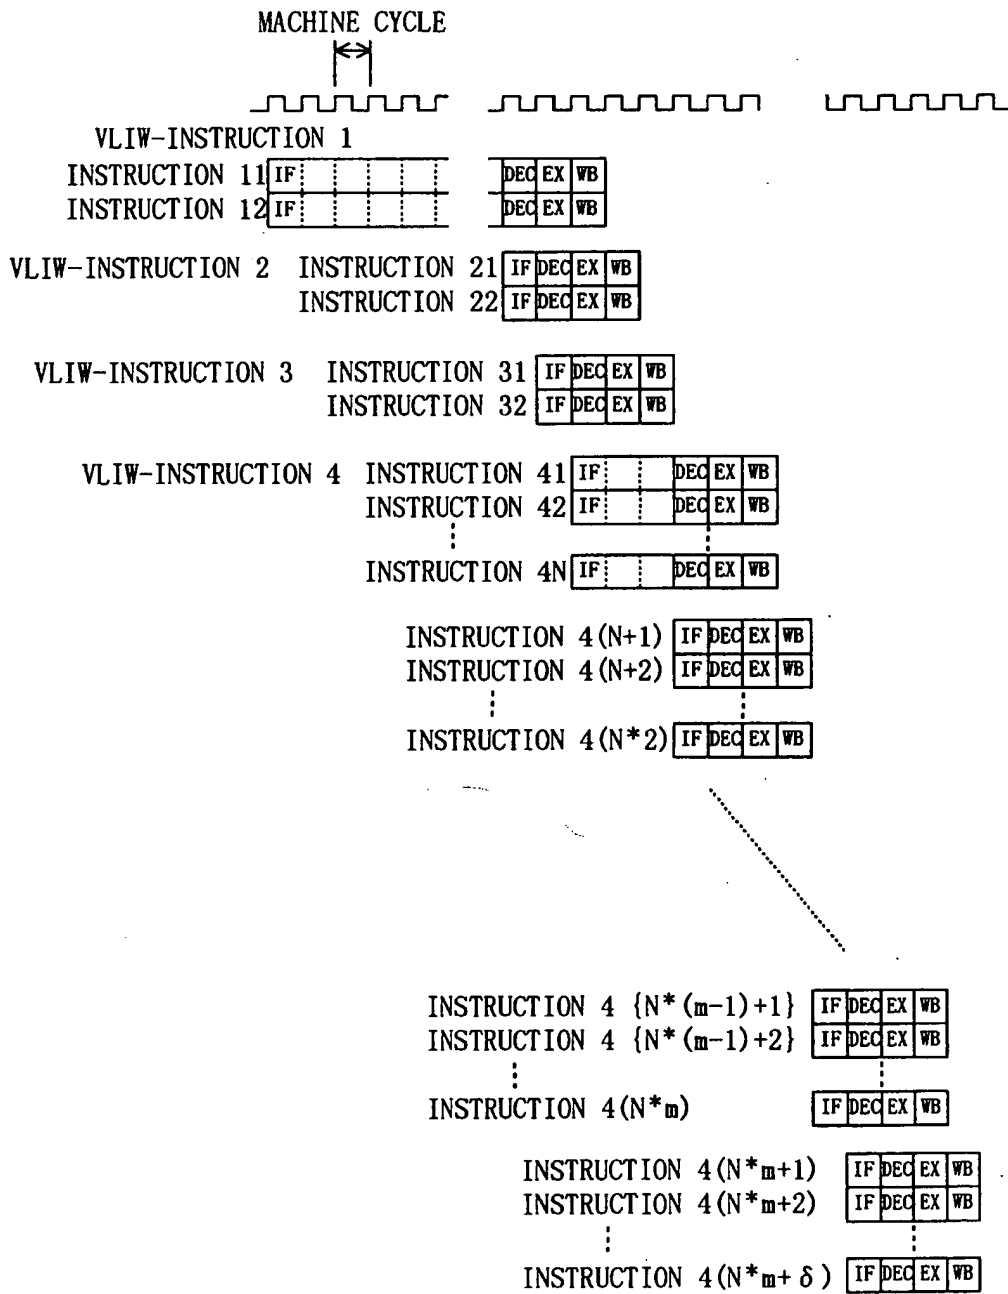 MACHINE CYCLE
VLIW-INSTRUCTION 1
INSTRUCTION 11 IF DEC EX WB
INSTRUCTION 12 IF DEC EX WB
VLIW-INSTRUCTION 2 INSTRUCTION 21 IF DEC EX WB
INSTRUCTION 22 IF DEC EX WB
VLIW-INSTRUCTION 3 INSTRUCTION 31 IF DEC EX WB
INSTRUCTION 32 IF DEC EX WB
VLIW-INSTRUCTION 4 INSTRUCTION 41 IF DEC EX WB
INSTRUCTION 42 IF DEC EX WB
INSTRUCTION 4N IF DEC EX WB
INSTRUCTION 4(N+1) IF DEC EX WB
INSTRUCTION 4(N+2) IF DEC EX WB
INSTRUCTION 4(N*2) IF DEC EX WB
INSTRUCTION 4 {N*(m-1)+1} IF DEC EX WB
INSTRUCTION 4 {N*(m-1)+2} IF DEC EX WB
INSTRUCTION 4(N*m) IF DEC EX WB
INSTRUCTION 4(N*m+1) IF DEC EX WB
INSTRUCTION 4(N*m+2) IF DEC EX WB
INSTRUCTION 4(N*m+δ) IF DEC EX WB